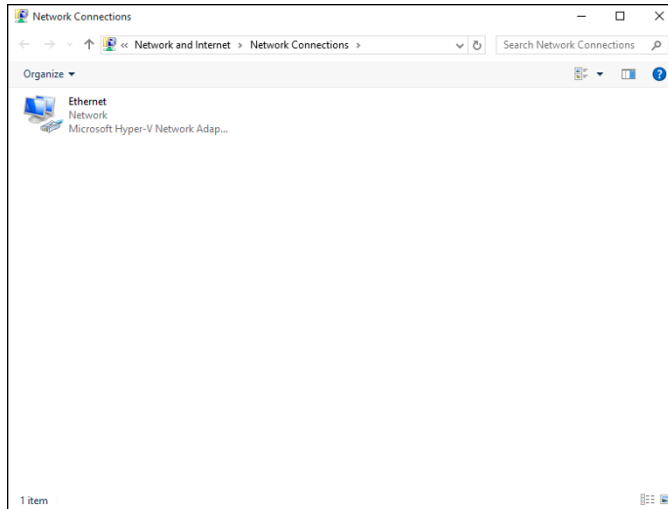 Network Connections
« Network and Internet > Network Connections >
Search Network Connections
Organize
Ethernet
Network
Microsoft Hyper-V Network Adap...
1 item